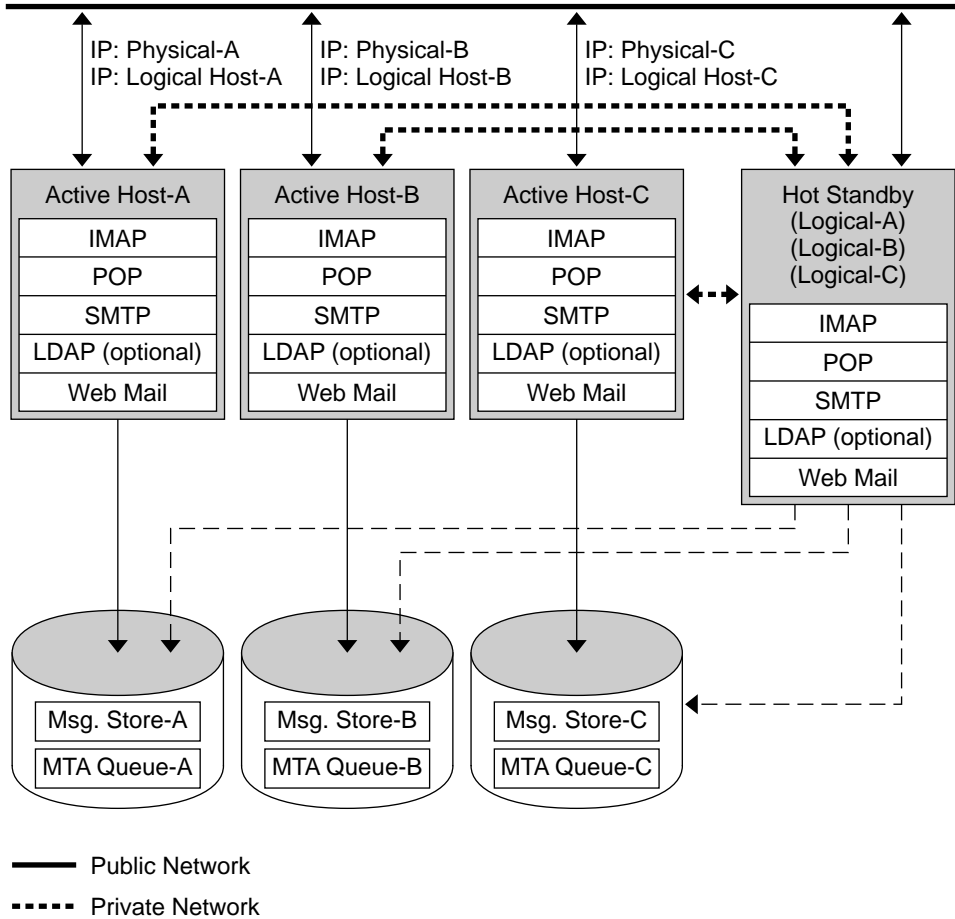 IP: Physical-A
IP: Logical Host-A
IP: Physical-B
IP: Logical Host-B
IP: Physical-C
IP: Logical Host-C
Active Host-A
IMAP
POP
SMTP
LDAP (optional)
Web Mail
Active Host-B
IMAP
POP
SMTP
LDAP (optional)
Web Mail
Active Host-C
IMAP
POP
SMTP
LDAP (optional)
Web Mail
Hot Standby
(Logical-A)
(Logical-B)
(Logical-C)
IMAP
POP
SMTP
LDAP (optional)
Web Mail
Msg. Store-A
MTA Queue-A
Msg. Store-B
MTA Queue-B
Msg. Store-C
MTA Queue-C
Public Network
Private Network